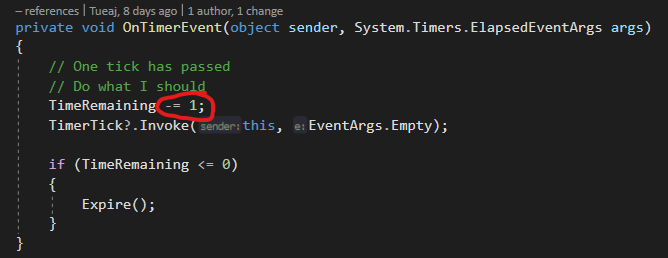 – references | Tueaj, 8 days ago | 1 author, 1 change
private void OnTimerEvent(object sender, System.Timers.ElapsedEventArgs args)
{
// One tick has passed
// Do what I should
TimeRemaining -= 1;
TimerTick?.Invoke(sender: this, e: EventArgs.Empty);
if (TimeRemaining <= 0)
{
Expire();
}
}